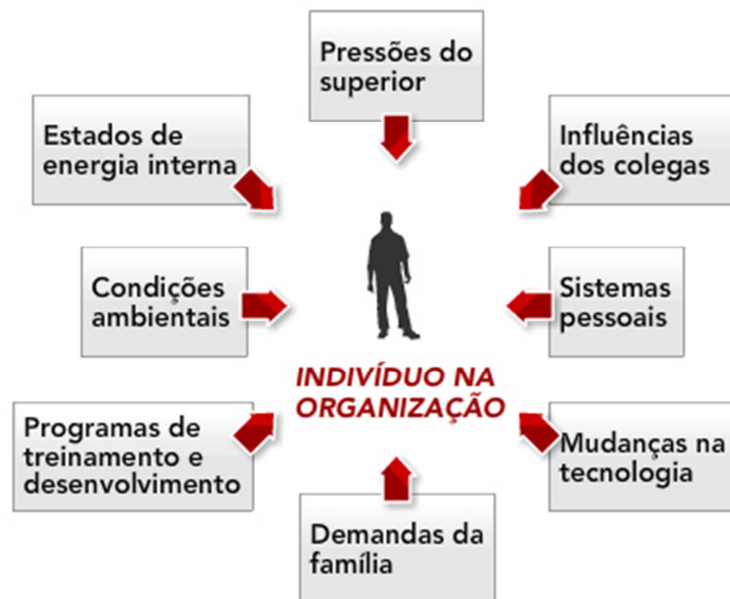 Pressões do
superior
Estados de
energia interna
Influências
dos colegas
Condições
ambientais
Sistemas
pessoais
INDIVÍDUO NA
ORGANIZAÇÃO
Programas de
treinamento e
desenvolvimento
Mudanças na
tecnologia
Demandas da
família